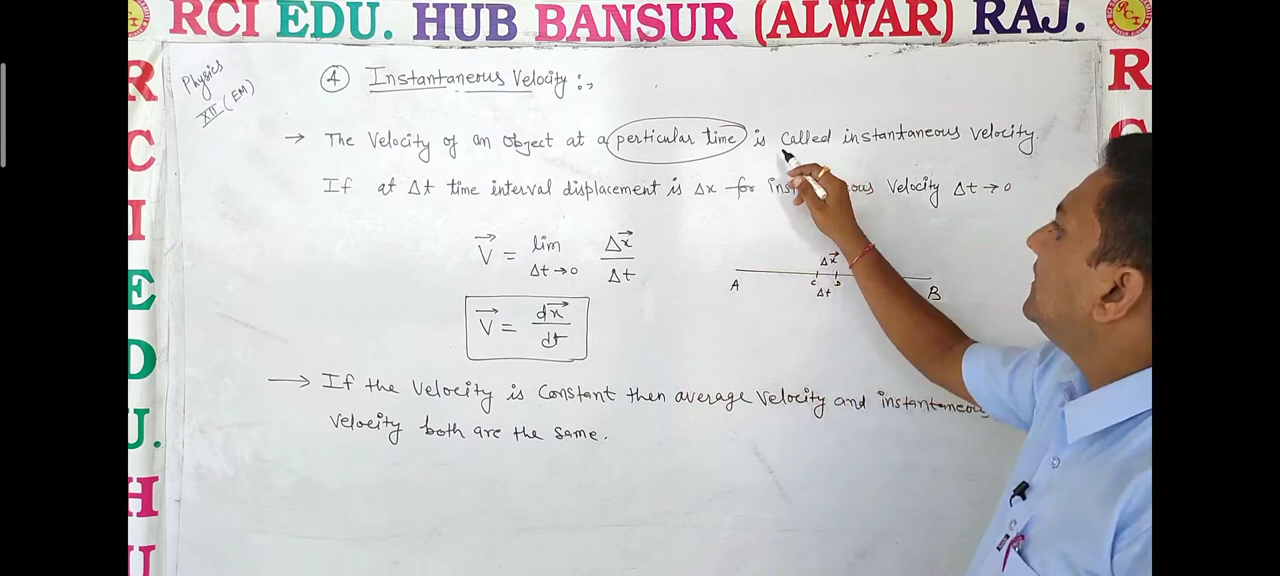 RCI EDU. HUB BANSUR (ALWAR) RAJ.
R
C
I
E
D
U.
H
U
R
Physics
XII (EM)
④ Instantaneous Velocity :-,
→ The Velocity of an object at a perticular time is called instantaneous velocity.
If at Δt time interval displacement is Δx for Velocity Δt → 0
V⃗ = lim Δt→0 Δx⃗ / Δt
Δx⃗
A C D B
Δt
V⃗ = dx⃗ / dt
→ If the velocity is constant then average velocity and instantaneous
velocity both are the same.